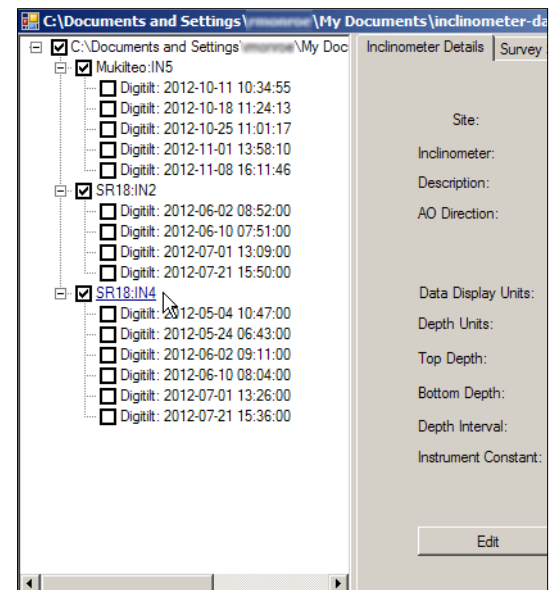 C:\Documents and Settings\ \My Documents\inclinometer-da
C:\Documents and Settings\ \My Doc
Mukilteo:IN5
Digitilt: 2012-10-11 10:34:55
Digitilt: 2012-10-18 11:24:13
Digitilt: 2012-10-25 11:01:17
Digitilt: 2012-11-01 13:58:10
Digitilt: 2012-11-08 16:11:46
SR18:IN2
Digitilt: 2012-06-02 08:52:00
Digitilt: 2012-06-10 07:51:00
Digitilt: 2012-07-01 13:09:00
Digitilt: 2012-07-21 15:50:00
SR18:IN4
Digitilt: 2012-05-04 10:47:00
Digitilt: 2012-05-24 06:43:00
Digitilt: 2012-06-02 09:11:00
Digitilt: 2012-06-10 08:04:00
Digitilt: 2012-07-01 13:26:00
Digitilt: 2012-07-21 15:36:00
Inclinometer Details Survey
Site:
Inclinometer:
Description:
AO Direction:
Data Display Units:
Depth Units:
Top Depth:
Bottom Depth:
Depth Interval:
Instrument Constant:
Edit